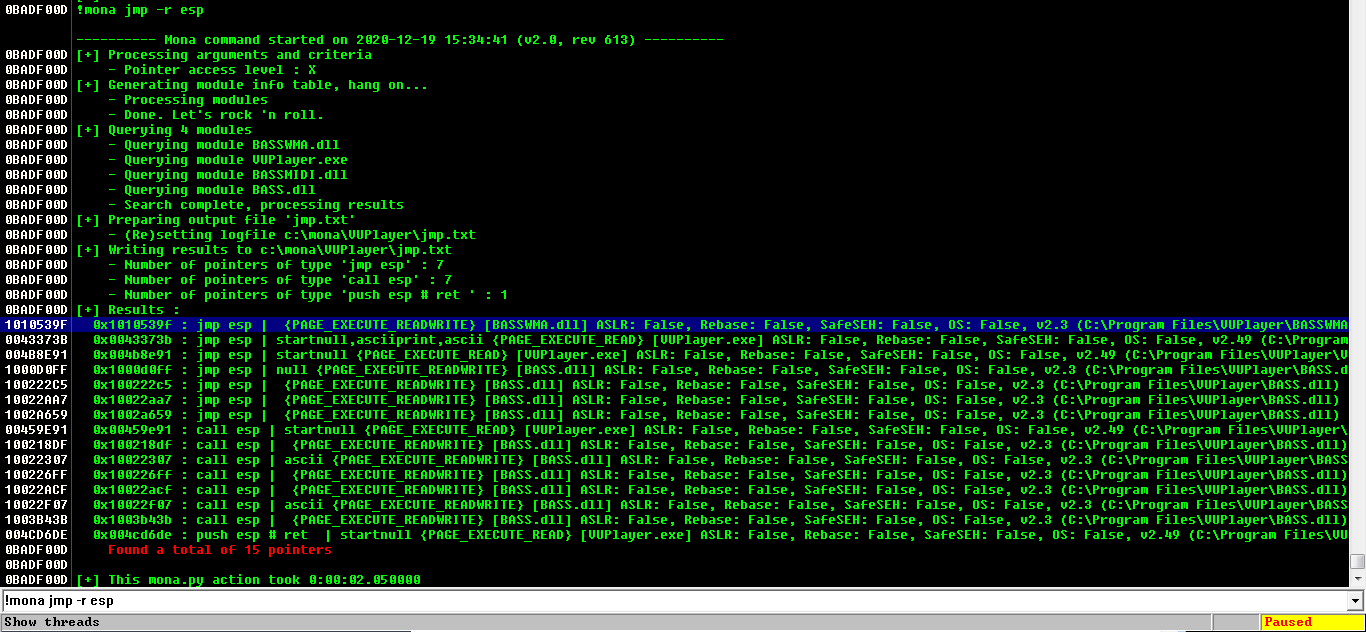 !mona jmp -r esp
---------- Mona command started on 2020-12-19 15:34:41 (v2.0, rev 613) ----------
0BADF00D [+] Processing arguments and criteria
0BADF00D     - Pointer access level : X
0BADF00D [+] Generating module info table, hang on...
0BADF00D     - Processing modules
0BADF00D     - Done. Let's rock 'n roll.
0BADF00D [+] Querying 4 modules
0BADF00D     - Querying module BASSWMA.dll
0BADF00D     - Querying module VUPlayer.exe
0BADF00D     - Querying module BASSMIDI.dll
0BADF00D     - Querying module BASS.dll
0BADF00D     - Search complete, processing results
0BADF00D [+] Preparing output file 'jmp.txt'
0BADF00D     - (Re)setting logfile c:\mona\VUPlayer\jmp.txt
0BADF00D [+] Writing results to c:\mona\VUPlayer\jmp.txt
0BADF00D     - Number of pointers of type 'jmp esp' : 7
0BADF00D     - Number of pointers of type 'call esp' : 7
0BADF00D     - Number of pointers of type 'push esp # ret ' : 1
0BADF00D [+] Results :
1010539F   0x1010539f : jmp esp |  {PAGE_EXECUTE_READWRITE} [BASSWMA.dll] ASLR: False, Rebase: False, SafeSEH: False, OS: False, v2.3 (C:\Program Files\VUPlayer\BASSWMA
0043373B   0x0043373b : jmp esp | startnull,asciiprint,ascii {PAGE_EXECUTE_READ} [VUPlayer.exe] ASLR: False, Rebase: False, SafeSEH: False, OS: False, v2.49 (C:\Program
004B8E91   0x004b8e91 : jmp esp | startnull {PAGE_EXECUTE_READ} [VUPlayer.exe] ASLR: False, Rebase: False, SafeSEH: False, OS: False, v2.49 (C:\Program Files\VUPlayer\V
1000D0FF   0x1000d0ff : jmp esp | null {PAGE_EXECUTE_READWRITE} [BASS.dll] ASLR: False, Rebase: False, SafeSEH: False, OS: False, v2.3 (C:\Program Files\VUPlayer\BASS.d
100222C5   0x100222c5 : jmp esp |  {PAGE_EXECUTE_READWRITE} [BASS.dll] ASLR: False, Rebase: False, SafeSEH: False, OS: False, v2.3 (C:\Program Files\VUPlayer\BASS.dll)
10022AA7   0x10022aa7 : jmp esp |  {PAGE_EXECUTE_READWRITE} [BASS.dll] ASLR: False, Rebase: False, SafeSEH: False, OS: False, v2.3 (C:\Program Files\VUPlayer\BASS.dll)
1002A659   0x1002a659 : jmp esp |  {PAGE_EXECUTE_READWRITE} [BASS.dll] ASLR: False, Rebase: False, SafeSEH: False, OS: False, v2.3 (C:\Program Files\VUPlayer\BASS.dll)
00459E91   0x00459e91 : call esp | startnull {PAGE_EXECUTE_READ} [VUPlayer.exe] ASLR: False, Rebase: False, SafeSEH: False, OS: False, v2.49 (C:\Program Files\VUPlayer\
100218DF   0x100218df : call esp |  {PAGE_EXECUTE_READWRITE} [BASS.dll] ASLR: False, Rebase: False, SafeSEH: False, OS: False, v2.3 (C:\Program Files\VUPlayer\BASS.dll)
10022307   0x10022307 : call esp | ascii {PAGE_EXECUTE_READWRITE} [BASS.dll] ASLR: False, Rebase: False, SafeSEH: False, OS: False, v2.3 (C:\Program Files\VUPlayer\BASS
100226FF   0x100226ff : call esp |  {PAGE_EXECUTE_READWRITE} [BASS.dll] ASLR: False, Rebase: False, SafeSEH: False, OS: False, v2.3 (C:\Program Files\VUPlayer\BASS.dll)
10022ACF   0x10022acf : call esp |  {PAGE_EXECUTE_READWRITE} [BASS.dll] ASLR: False, Rebase: False, SafeSEH: False, OS: False, v2.3 (C:\Program Files\VUPlayer\BASS.dll)
10022F07   0x10022f07 : call esp | ascii {PAGE_EXECUTE_READWRITE} [BASS.dll] ASLR: False, Rebase: False, SafeSEH: False, OS: False, v2.3 (C:\Program Files\VUPlayer\BASS
1003B43B   0x1003b43b : call esp |  {PAGE_EXECUTE_READWRITE} [BASS.dll] ASLR: False, Rebase: False, SafeSEH: False, OS: False, v2.3 (C:\Program Files\VUPlayer\BASS.dll)
004CD6DE   0x004cd6de : push esp # ret  | startnull {PAGE_EXECUTE_READ} [VUPlayer.exe] ASLR: False, Rebase: False, SafeSEH: False, OS: False, v2.49 (C:\Program Files\VU
0BADF00D     Found a total of 15 pointers
0BADF00D
0BADF00D [+] This mona.py action took 0:00:02.050000
!mona jmp -r esp
Show threads Paused